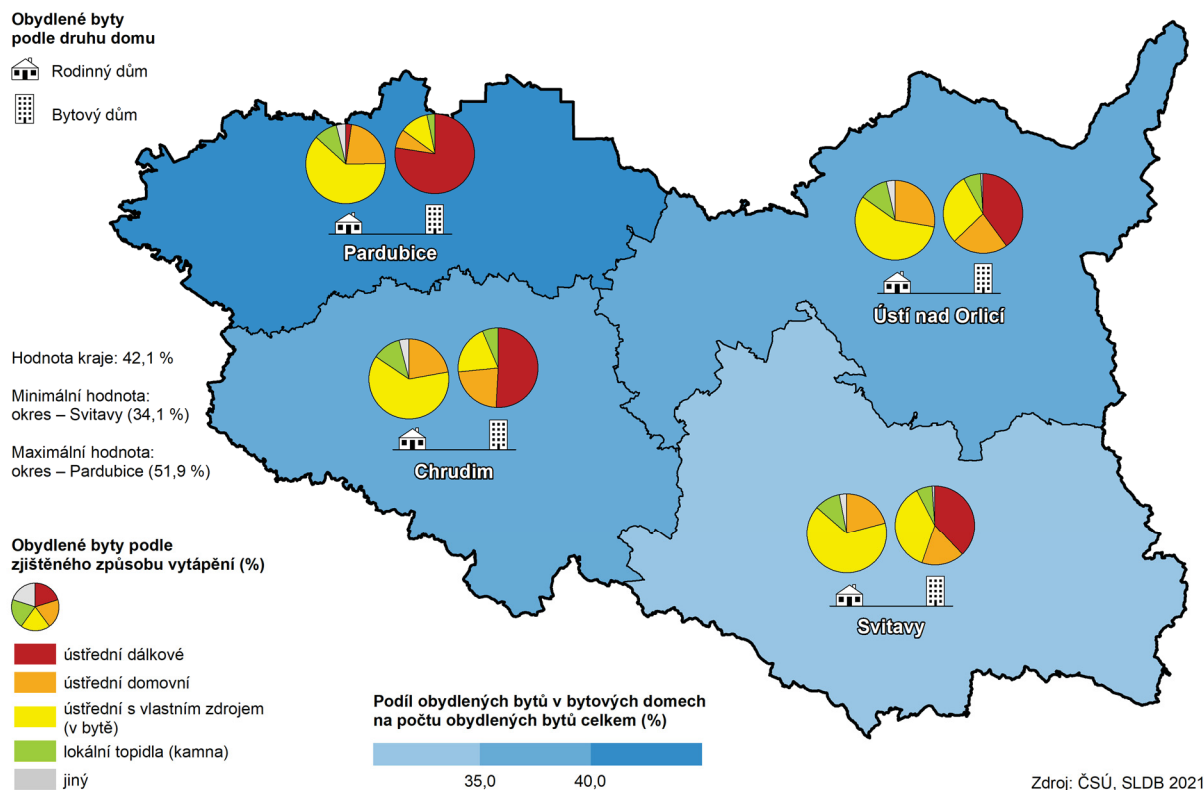 Obydlené byty
podle druhu domu
Rodinný dům
Bytový dům
Pardubice
Ústí nad Orlicí
Chrudim
Svitavy
Hodnota kraje: 42,1 %
Minimální hodnota:
okres – Svitavy (34,1 %)
Maximální hodnota:
okres – Pardubice (51,9 %)
Obydlené byty podle
zjištěného způsobu vytápění (%)
ústřední dálkové
ústřední domovní
ústřední s vlastním zdrojem
(v bytě)
lokální topidla (kamna)
jiný
Podíl obydlených bytů v bytových domech
na počtu obydlených bytů celkem (%)
35,0
40,0
Zdroj: ČSÚ, SLDB 2021